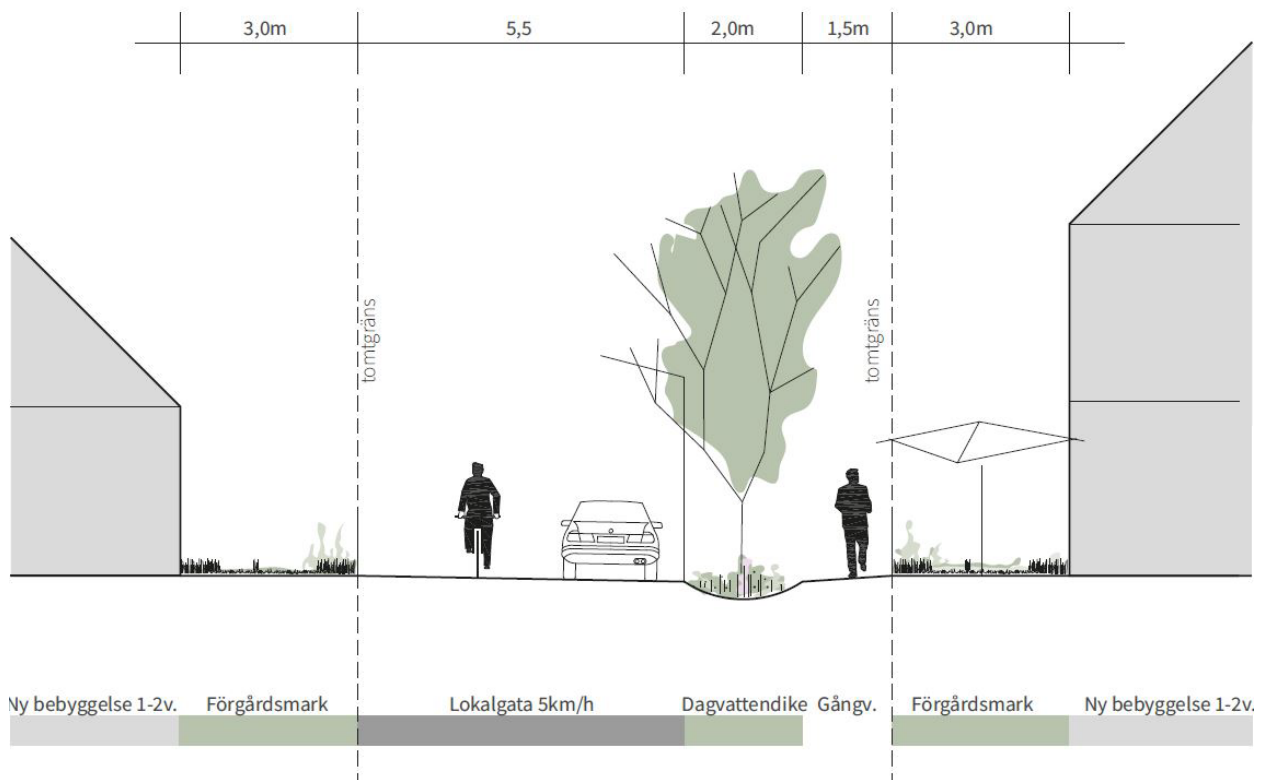 3,0m 5,5 2,0m 1,5m 3,0m
tomtgräns
tomtgräns
Ny bebyggelse 1-2v. Förgårdsmark Lokalgata 5km/h Dagvattendike Gångv. Förgårdsmark Ny bebyggelse 1-2v.